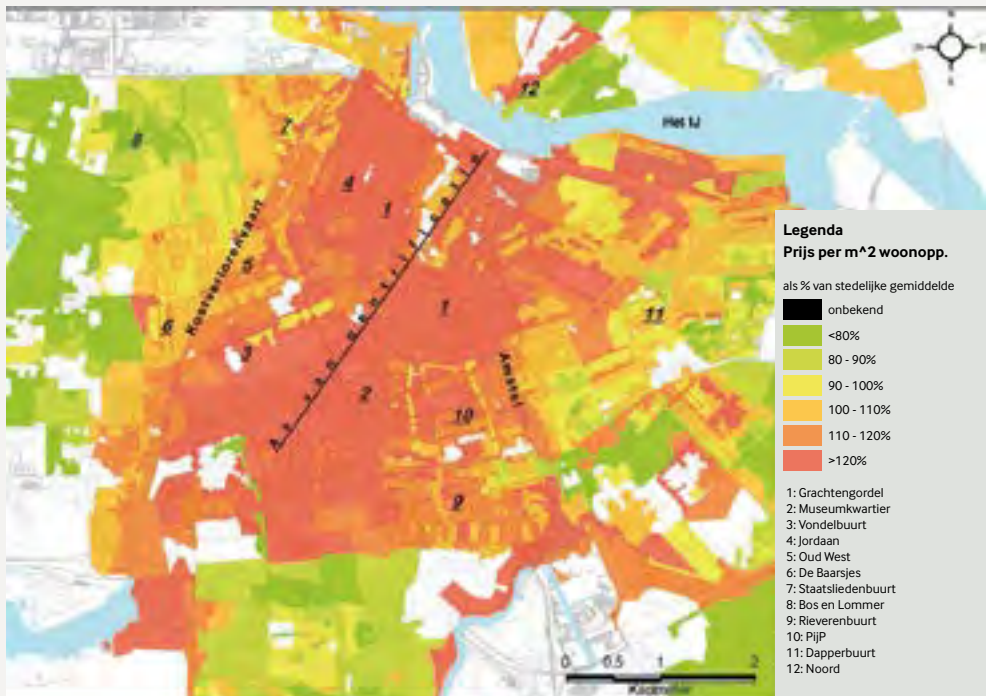 12
Het IJ
7
8
4
1
Kostverlorenvaart
5
6
3
1
11
Amstel
2
10
9
0 0.5 1 2
Kilometer
Legenda
Prijs per m^2 woonopp.
als % van stedelijke gemiddelde
onbekend
<80%
80 - 90%
90 - 100%
100 - 110%
110 - 120%
>120%
1: Grachtengordel
2: Museumkwartier
3: Vondelbuurt
4: Jordaan
5: Oud West
6: De Baarsjes
7: Staatsliedenbuurt
8: Bos en Lommer
9: Rieverenbuurt
10: PijP
11: Dapperbuurt
12: Noord